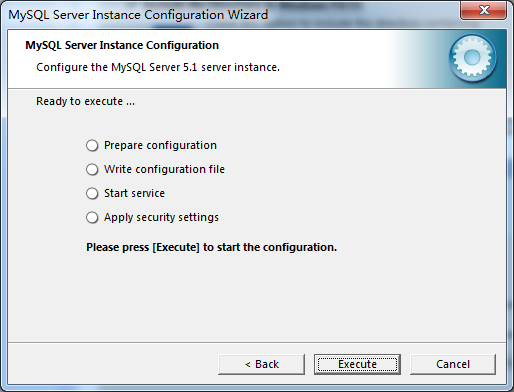 MySQL Server Instance Configuration Wizard
MySQL Server Instance Configuration
Configure the MySQL Server 5.1 server instance.
Ready to execute ...
Prepare configuration
Write configuration file
Start service
Apply security settings
Please press [Execute] to start the configuration.
< Back
Execute
Cancel